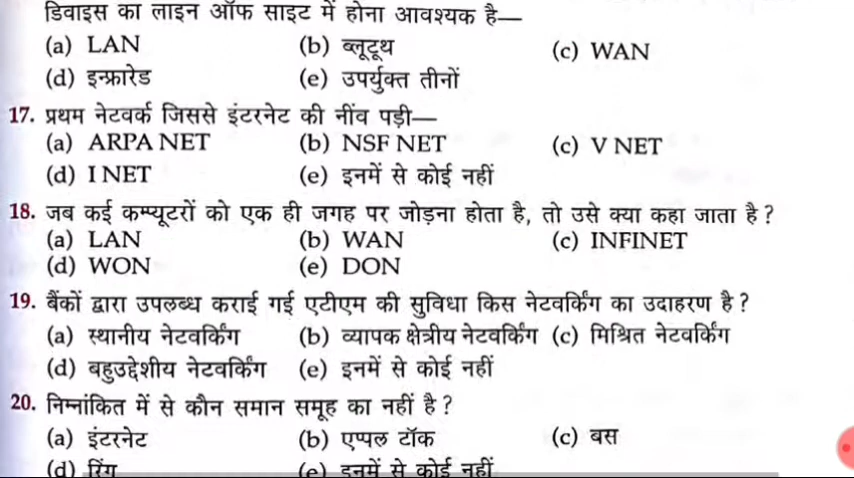 डिवाइस का लाइन ऑफ साइट में होना आवश्यक है—
(a) LAN (b) ब्लूटूथ (c) WAN
(d) इन्फ्रारेड (e) उपर्युक्त तीनों
17. प्रथम नेटवर्क जिससे इंटरनेट की नींव पड़ी—
(a) ARPA NET (b) NSF NET (c) V NET
(d) I NET (e) इनमें से कोई नहीं
18. जब कई कम्प्यूटरों को एक ही जगह पर जोड़ना होता है, तो उसे क्या कहा जाता है ?
(a) LAN (b) WAN (c) INFINET
(d) WON (e) DON
19. बैंकों द्वारा उपलब्ध कराई गई एटीएम की सुविधा किस नेटवर्किंग का उदाहरण है ?
(a) स्थानीय नेटवर्किंग (b) व्यापक क्षेत्रीय नेटवर्किंग (c) मिश्रित नेटवर्किंग
(d) बहुउद्देशीय नेटवर्किंग (e) इनमें से कोई नहीं
20. निम्नांकित में से कौन समान समूह का नहीं है ?
(a) इंटरनेट (b) एप्पल टॉक (c) बस
(d) रिंग (e) इनमें से कोई नहीं